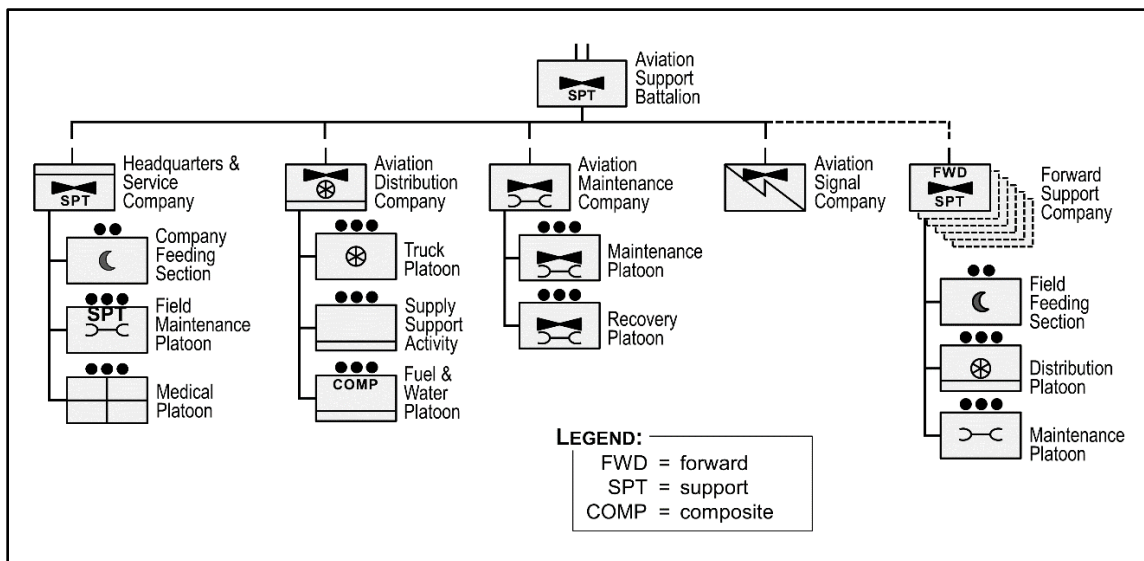 Aviation
Support
Battalion
SPT
Headquarters &
Service
Company
SPT
Company
Feeding
Section
SPT
Field
Maintenance
Platoon
Medical
Platoon
Aviation
Distribution
Company
Truck
Platoon
Supply
Support
Activity
COMP
Fuel &
Water
Platoon
Aviation
Maintenance
Company
Maintenance
Platoon
Recovery
Platoon
Aviation
Signal
Company
FWD
SPT
Forward
Support
Company
Field
Feeding
Section
Distribution
Platoon
Maintenance
Platoon
LEGEND:
FWD = forward
SPT = support
COMP = composite